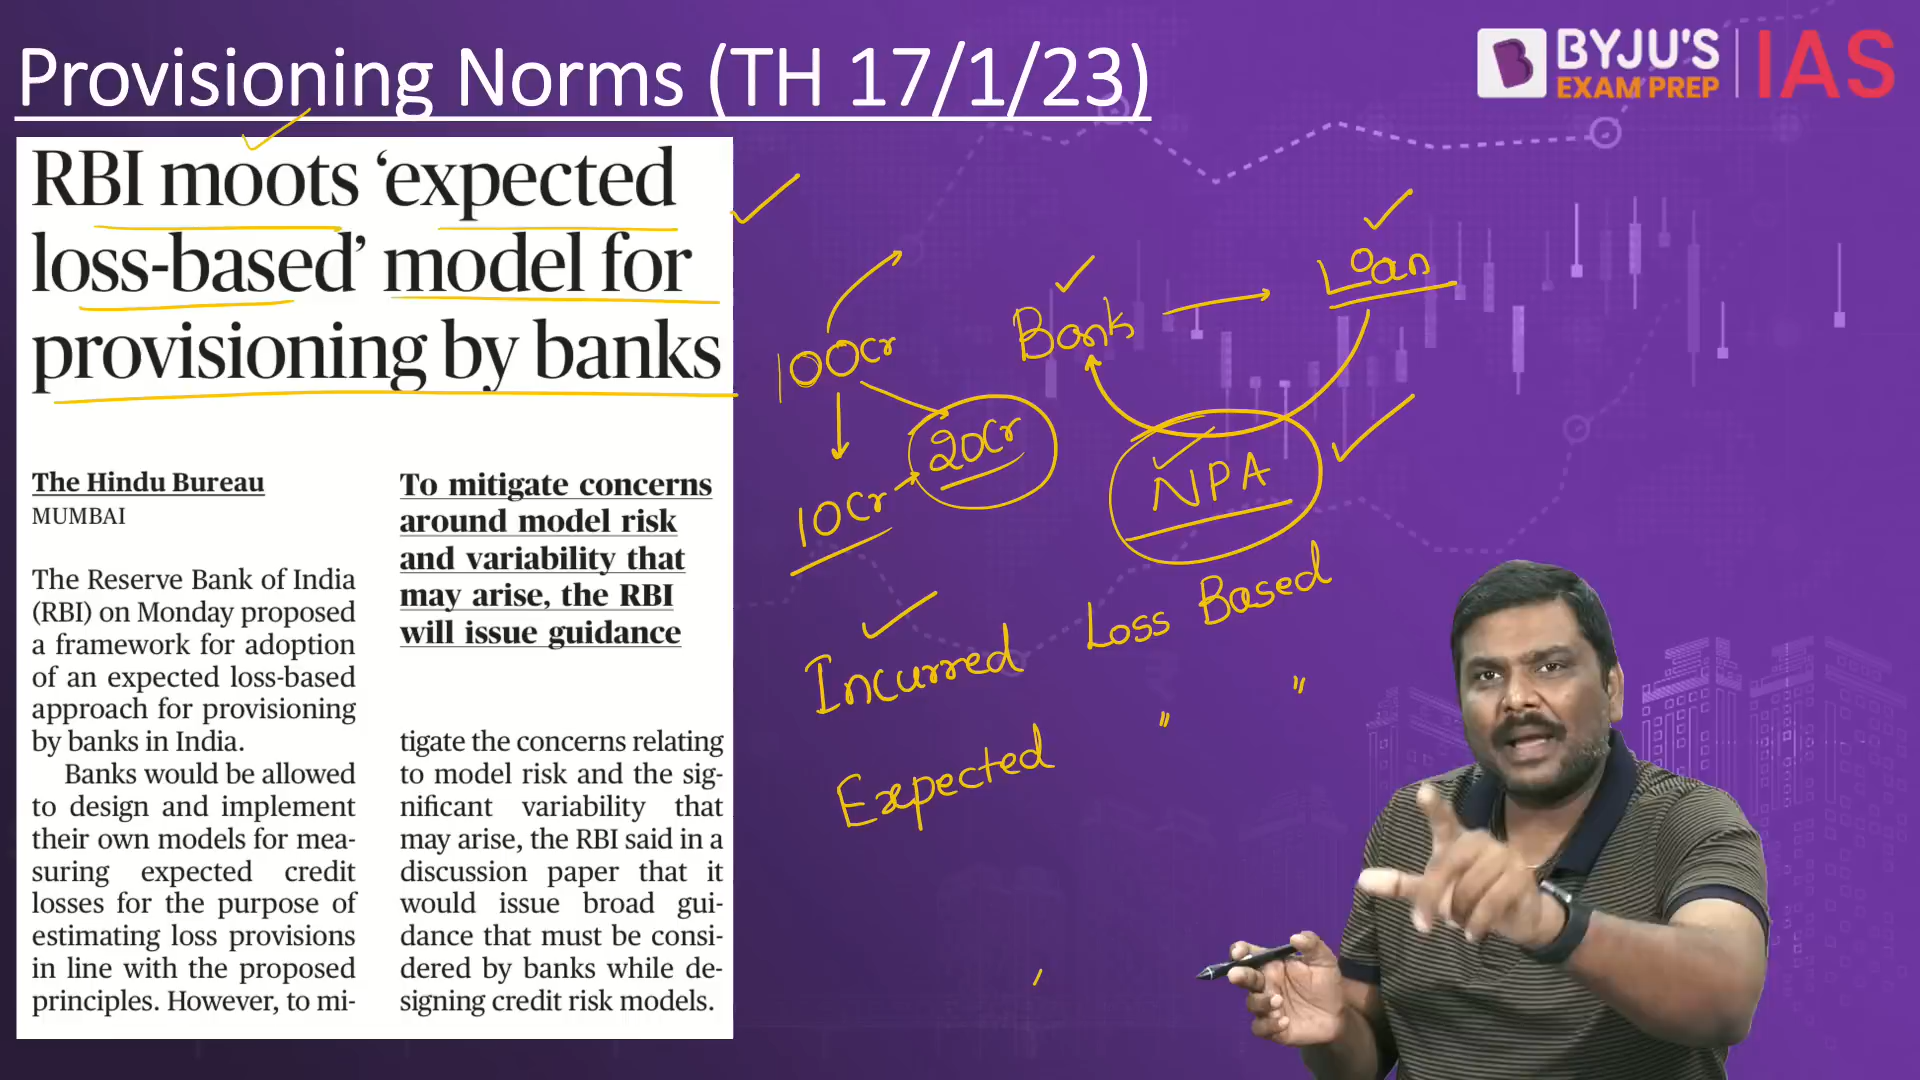 Provisioning Norms (TH 17/1/23)
BYJU'S
EXAM PREP
IAS
RBI moots ‘expected
loss-based’ model for
provisioning by banks
The Hindu Bureau
MUMBAI
The Reserve Bank of India
(RBI) on Monday proposed
a framework for adoption
of an expected loss-based
approach for provisioning
by banks in India.
Banks would be allowed
to design and implement
their own models for mea-
suring expected credit
losses for the purpose of
estimating loss provisions
in line with the proposed
principles. However, to mi-
To mitigate concerns
around model risk
and variability that
may arise, the RBI
will issue guidance
tigate the concerns relating
to model risk and the sig-
nificant variability that
may arise, the RBI said in a
discussion paper that it
would issue broad gui-
dance that must be consi-
dered by banks while de-
signing credit risk models.
100Cr
20Cr
10Cr
Bank
Loan
NPA
Incurred Loss Based
Expected " "